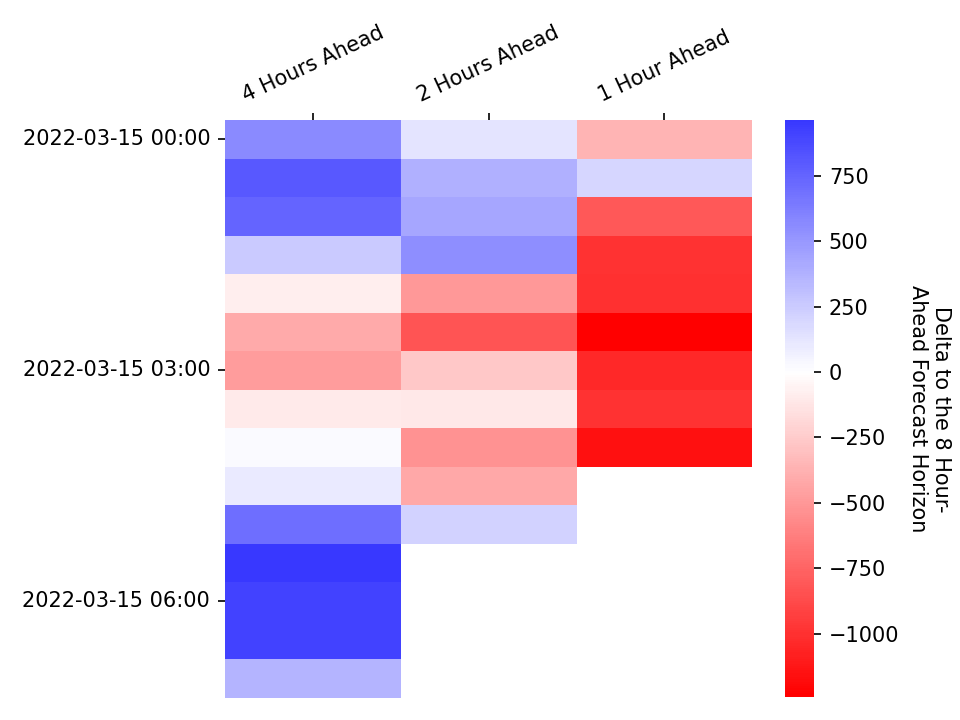 4 Hours Ahead
2 Hours Ahead
1 Hour Ahead
2022-03-15 00:00
2022-03-15 03:00
2022-03-15 06:00
750
500
250
0
−250
−500
−750
−1000
Delta to the 8 Hour-
Ahead Forecast Horizon